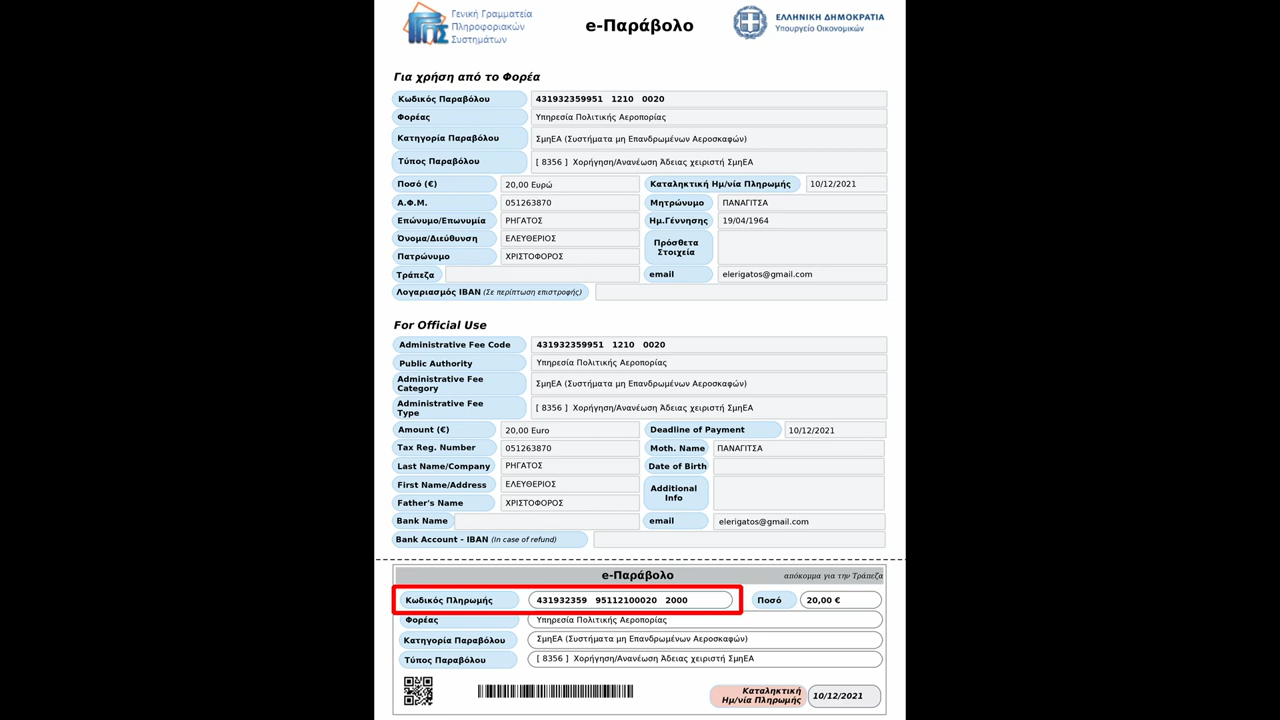 Γενική Γραμματεία
Πληροφοριακών
Συστημάτων
e-Παράβολο
ΕΛΛΗΝΙΚΗ ΔΗΜΟΚΡΑΤΙΑ
Υπουργείο Οικονομικών
Για χρήση από το Φορέα
Κωδικός Παραβόλου 431932359951 1210 0020
Φορέας Υπηρεσία Πολιτικής Αεροπορίας
Κατηγορία Παραβόλου ΣμηΕΑ (Συστήματα μη Επανδρωμένων Αεροσκαφών)
Τύπος Παραβόλου [ 8356 ] Χορήγηση/Ανανέωση Άδειας χειριστή ΣμηΕΑ
Ποσό (€) 20,00 Ευρώ Καταληκτική Ημ/νία Πληρωμής 10/12/2021
Α.Φ.Μ. 051263870 Μητρώνυμο ΠΑΝΑΓΙΤΣΑ
Επώνυμο/Επωνυμία ΡΗΓΑΤΟΣ Ημ.Γέννησης 19/04/1964
Όνομα/Διεύθυνση ΕΛΕΥΘΕΡΙΟΣ Πρόσθετα
Στοιχεία
Πατρώνυμο ΧΡΙΣΤΟΦΟΡΟΣ
Τράπεζα email elerigatos@gmail.com
Λογαριασμός IBAN (Σε περίπτωση επιστροφής)
For Official Use
Administrative Fee Code 431932359951 1210 0020
Public Authority Υπηρεσία Πολιτικής Αεροπορίας
Administrative Fee
Category ΣμηΕΑ (Συστήματα μη Επανδρωμένων Αεροσκαφών)
Administrative Fee
Type [ 8356 ] Χορήγηση/Ανανέωση Άδειας χειριστή ΣμηΕΑ
Amount (€) 20,00 Euro Deadline of Payment 10/12/2021
Tax Reg. Number 051263870 Moth. Name ΠΑΝΑΓΙΤΣΑ
Last Name/Company ΡΗΓΑΤΟΣ Date of Birth
First Name/Address ΕΛΕΥΘΕΡΙΟΣ Additional
Info
Father's Name ΧΡΙΣΤΟΦΟΡΟΣ
Bank Name email elerigatos@gmail.com
Bank Account - IBAN (In case of refund)
e-Παράβολο απόκομμα για την Τράπεζα
Κωδικός Πληρωμής 431932359 95112100020 2000 Ποσό 20,00 €
Φορέας Υπηρεσία Πολιτικής Αεροπορίας
Κατηγορία Παραβόλου ΣμηΕΑ (Συστήματα μη Επανδρωμένων Αεροσκαφών)
Τύπος Παραβόλου [ 8356 ] Χορήγηση/Ανανέωση Άδειας χειριστή ΣμηΕΑ
Καταληκτική
Ημ/νία Πληρωμής 10/12/2021